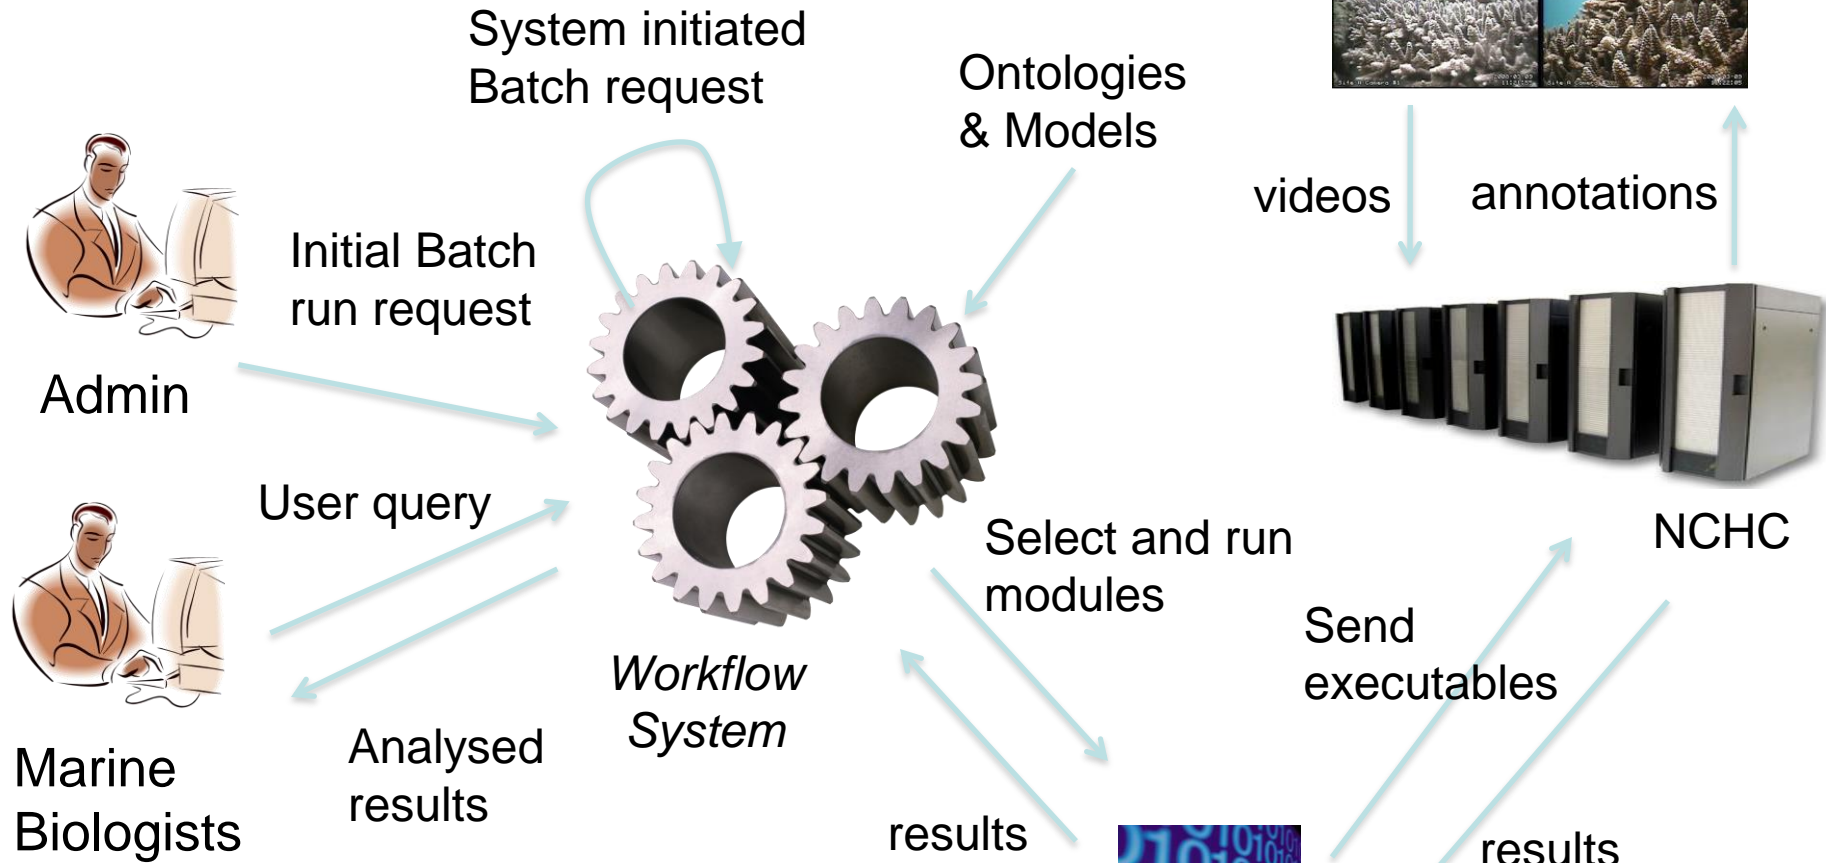 System initiated
Batch request
Ontologies
& Models
videos
annotations
Initial Batch
run request
Admin
User query
Select and run
modules
NCHC
Send
executables
Workflow
System
Marine
Biologists
Analysed
results
results
results